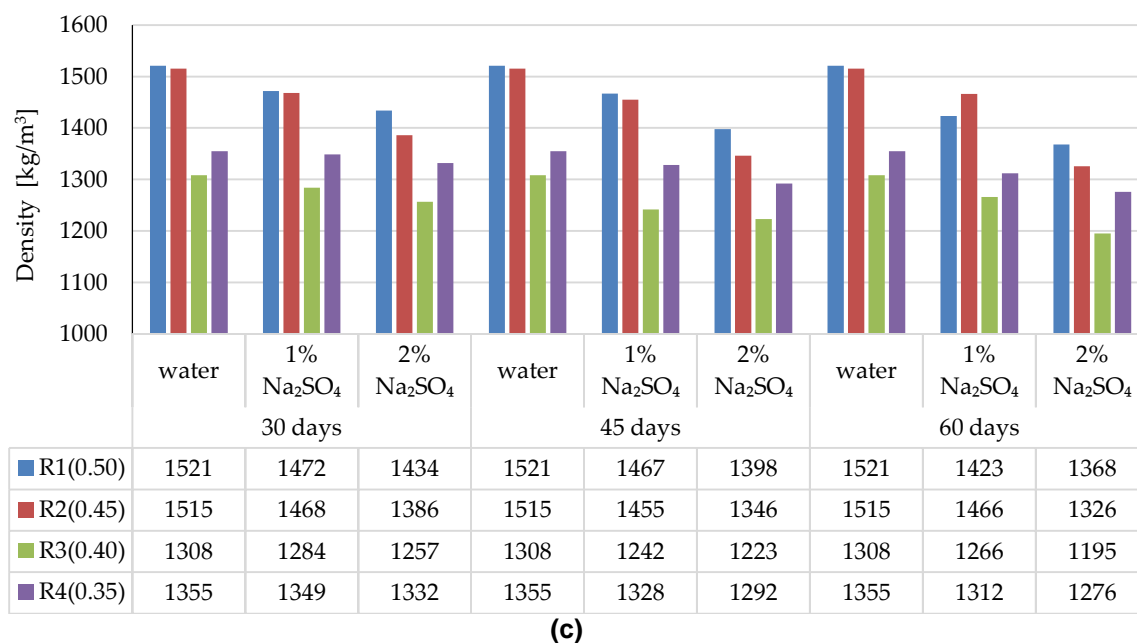 1600
1500
1400
1300
1200
1100
1000
Density [kg/m³]
water 1% Na₂SO₄ 2% Na₂SO₄ water 1% Na₂SO₄ 2% Na₂SO₄ water 1% Na₂SO₄ 2% Na₂SO₄
30 days 45 days 60 days
R1(0.50) 1521 1472 1434 1521 1467 1398 1521 1423 1368
R2(0.45) 1515 1468 1386 1515 1455 1346 1515 1466 1326
R3(0.40) 1308 1284 1257 1308 1242 1223 1308 1266 1195
R4(0.35) 1355 1349 1332 1355 1328 1292 1355 1312 1276
(c)